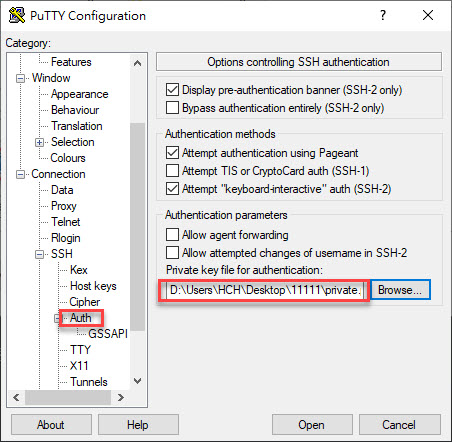 PuTTY Configuration
Category:
Features
Window
Appearance
Behaviour
Translation
Selection
Colours
Connection
Data
Proxy
Telnet
Rlogin
SSH
Kex
Host keys
Cipher
Auth
GSSAPI
TTY
X11
Tunnels
Options controlling SSH authentication
Display pre-authentication banner (SSH-2 only)
Bypass authentication entirely (SSH-2 only)
Authentication methods
Attempt authentication using Pageant
Attempt TIS or CryptoCard auth (SSH-1)
Attempt "keyboard-interactive" auth (SSH-2)
Authentication parameters
Allow agent forwarding
Allow attempted changes of username in SSH-2
Private key file for authentication:
D:\Users\HCH\Desktop\11111\private.
Browse...
About
Help
Open
Cancel